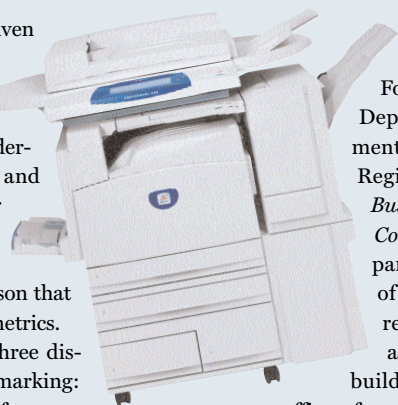 ven
der-
and
son that
metrics.
hree dis-
marking:
Fo
Dep
ment
Regi
Bus
Co
par
of
re
a
build